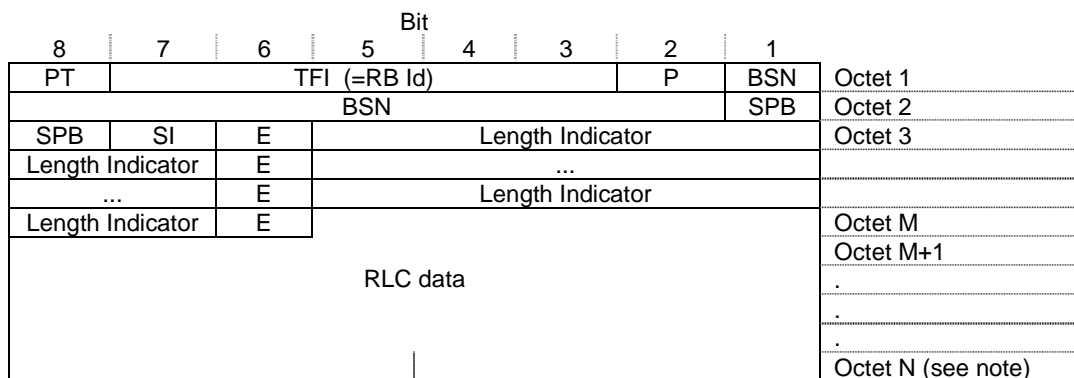 Bit
8 7 6 5 4 3 2 1
PT TFI (=RB Id) P BSN Octet 1
BSN SPB Octet 2
SPB SI E Length Indicator Octet 3
Length Indicator E ...
... E Length Indicator
Length Indicator E Octet M
Octet M+1
RLC data .
.
.
Octet N (see note)